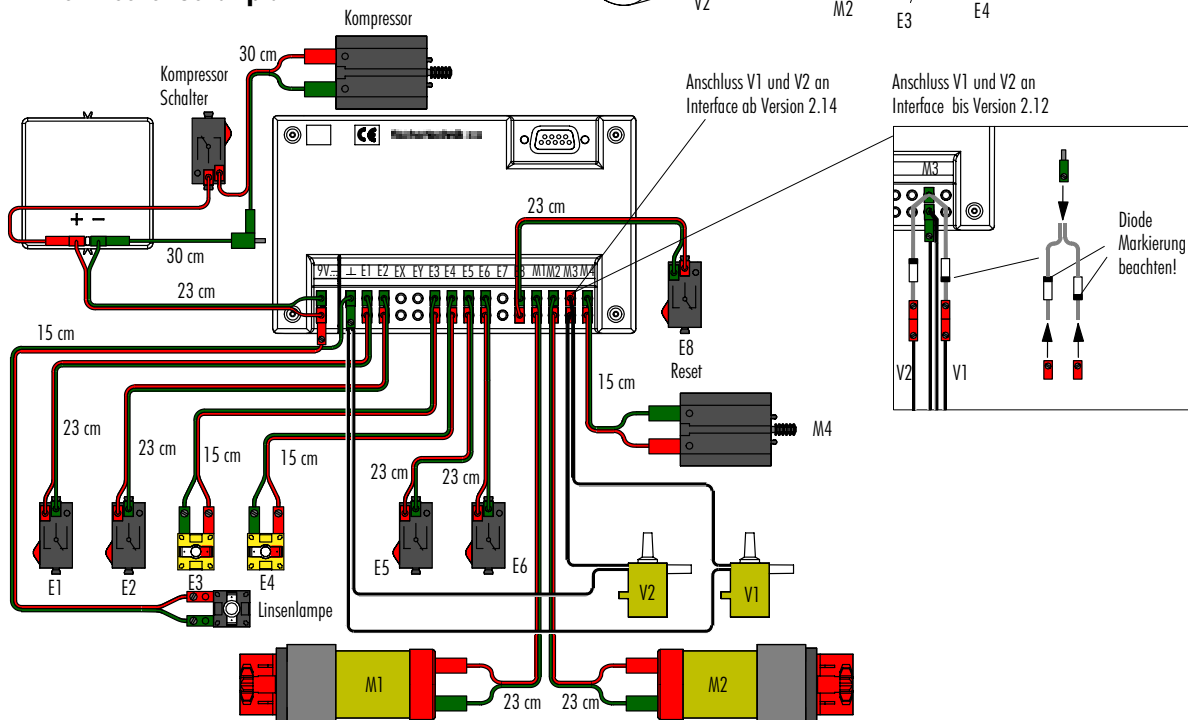 V2
M2
E3
E4
Kompressor
30 cm
Kompressor
Schalter
Anschluss V1 und V2 an
Interface ab Version 2.14
Anschluss V1 und V2 an
Interface bis Version 2.12
CE
M3
+ −
30 cm
23 cm
23 cm
Diode
Markierung
beachten!
9V ⊥ E1 E2 EX EY E3 E4 E5 E6 E7 E8 M1 M2 M3 M4
15 cm
E8
Reset
15 cm
V2
V1
M4
23 cm
23 cm
15 cm
15 cm
23 cm
23 cm
E1
E2
E3
E4
E5
E6
V2
V1
Linsenlampe
M1
M2
23 cm
23 cm